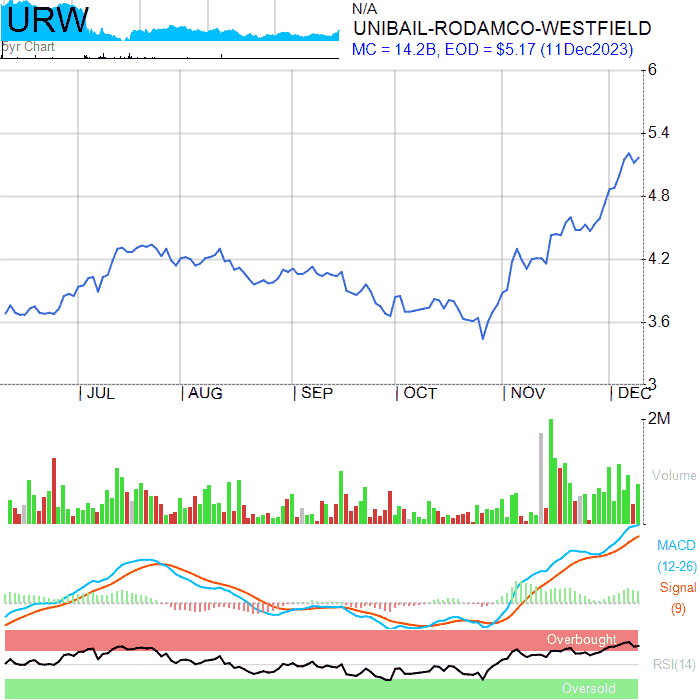 URW
5yr Chart
N/A
UNIBAIL-RODAMCO-WESTFIELD
MC = 14.2B, EOD = $5.17 (11Dec2023)
6
5.4
4.8
4.2
3.6
3
JUL AUG SEP OCT NOV DEC
2M
Volume
MACD
(12-26)
Signal
(9)
Overbought
RSI(14)
Oversold